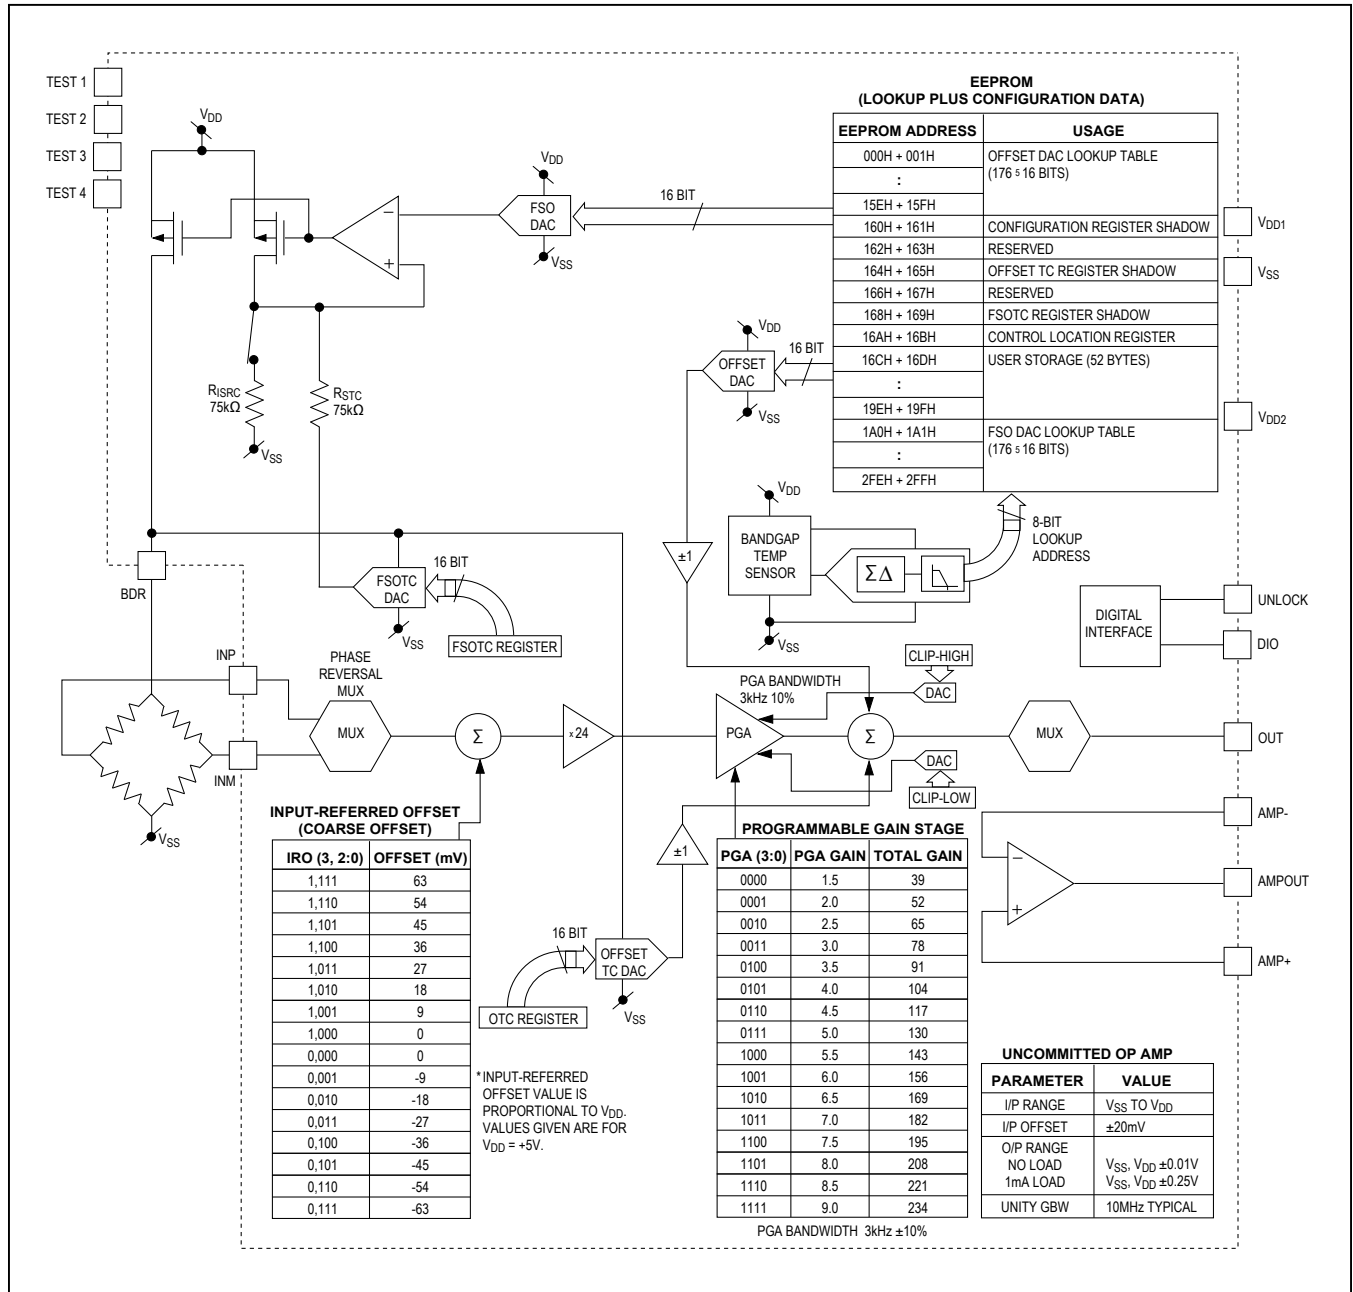 TEST 1
TEST 2
TEST 3
TEST 4
VDD
VDD
FSO
DAC
VSS
16 BIT
EEPROM
(LOOKUP PLUS CONFIGURATION DATA)
EEPROM ADDRESS USAGE
000H + 001H OFFSET DAC LOOKUP TABLE
(176 5 16 BITS)
:
15EH + 15FH
160H + 161H CONFIGURATION REGISTER SHADOW
162H + 163H RESERVED
164H + 165H OFFSET TC REGISTER SHADOW
166H + 167H RESERVED
168H + 169H FSOTC REGISTER SHADOW
16AH + 16BH CONTROL LOCATION REGISTER
16CH + 16DH USER STORAGE (52 BYTES)
:
19EH + 19FH
1A0H + 1A1H FSO DAC LOOKUP TABLE
(176 5 16 BITS)
:
2FEH + 2FFH
VDD1
VSS
VDD2
VDD
OFFSET
DAC
VSS
16 BIT
RISRC
75kΩ
RSTC
75kΩ
VSS
VDD
BANDGAP
TEMP
SENSOR
VSS
ΣΔ
8-BIT
LOOKUP
ADDRESS
±1
BDR
FSOTC
DAC
VSS
16 BIT
FSOTC REGISTER
DIGITAL
INTERFACE
UNLOCK
DIO
INP
INM
VSS
PHASE
REVERSAL
MUX
MUX
Σ
x 24
PGA BANDWIDTH
3kHz 10%
PGA
CLIP-HIGH
DAC
Σ
DAC
CLIP-LOW
MUX
OUT
INPUT-REFERRED OFFSET
(COARSE OFFSET)
IRO (3, 2:0) OFFSET (mV)
1,111 63
1,110 54
1,101 45
1,100 36
1,011 27
1,010 18
1,001 9
1,000 0
0,000 0
0,001 -9
0,010 -18
0,011 -27
0,100 -36
0,101 -45
0,110 -54
0,111 -63
±1
16 BIT
OFFSET
TC DAC
VSS
OTC REGISTER
*INPUT-REFERRED
OFFSET VALUE IS
PROPORTIONAL TO VDD.
VALUES GIVEN ARE FOR
VDD = +5V.
PROGRAMMABLE GAIN STAGE
PGA (3:0) PGA GAIN TOTAL GAIN
0000 1.5 39
0001 2.0 52
0010 2.5 65
0011 3.0 78
0100 3.5 91
0101 4.0 104
0110 4.5 117
0111 5.0 130
1000 5.5 143
1001 6.0 156
1010 6.5 169
1011 7.0 182
1100 7.5 195
1101 8.0 208
1110 8.5 221
1111 9.0 234
PGA BANDWIDTH 3kHz ±10%
AMP-
AMPOUT
AMP+
UNCOMMITTED OP AMP
PARAMETER VALUE
I/P RANGE VSS TO VDD
I/P OFFSET ±20mV
O/P RANGE
NO LOAD VSS, VDD ±0.01V
1mA LOAD VSS, VDD ±0.25V
UNITY GBW 10MHz TYPICAL